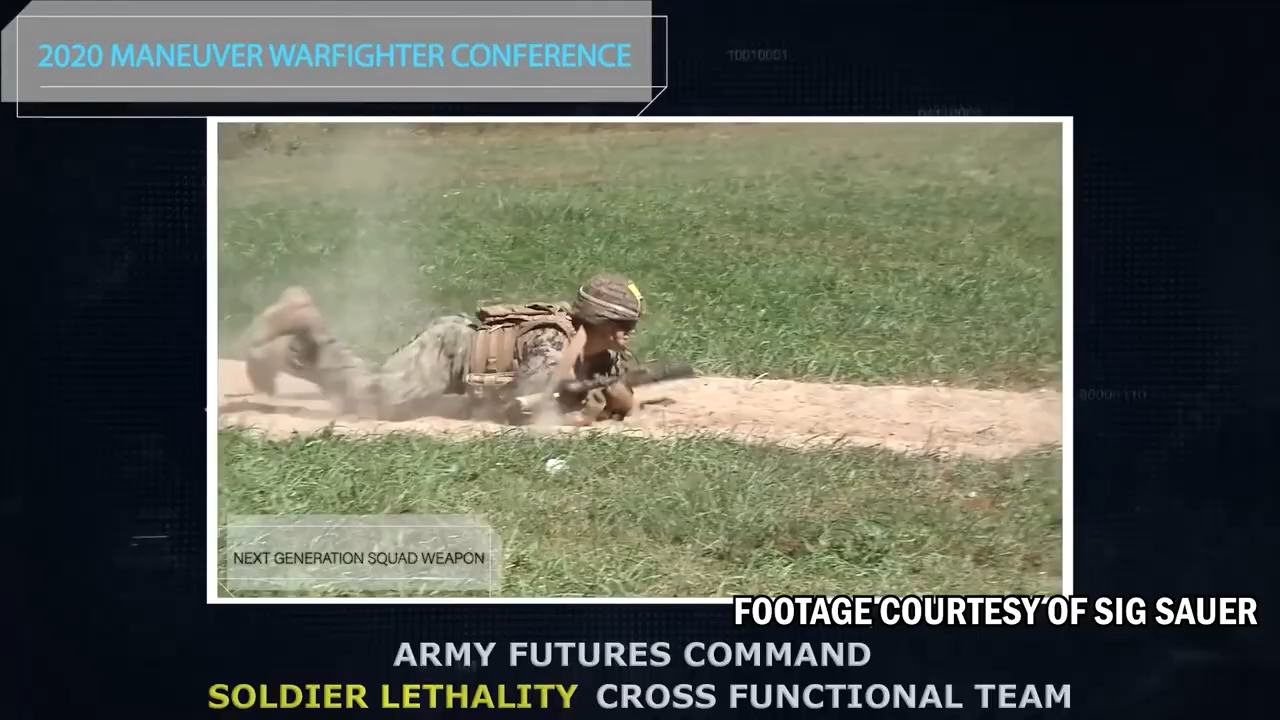 2020 MANEUVER WARFIGHTER CONFERENCE
10010001
NEXT GENERATION SQUAD WEAPON
FOOTAGE COURTESY OF SIG SAUER
ARMY FUTURES COMMAND
SOLDIER LETHALITY CROSS FUNCTIONAL TEAM